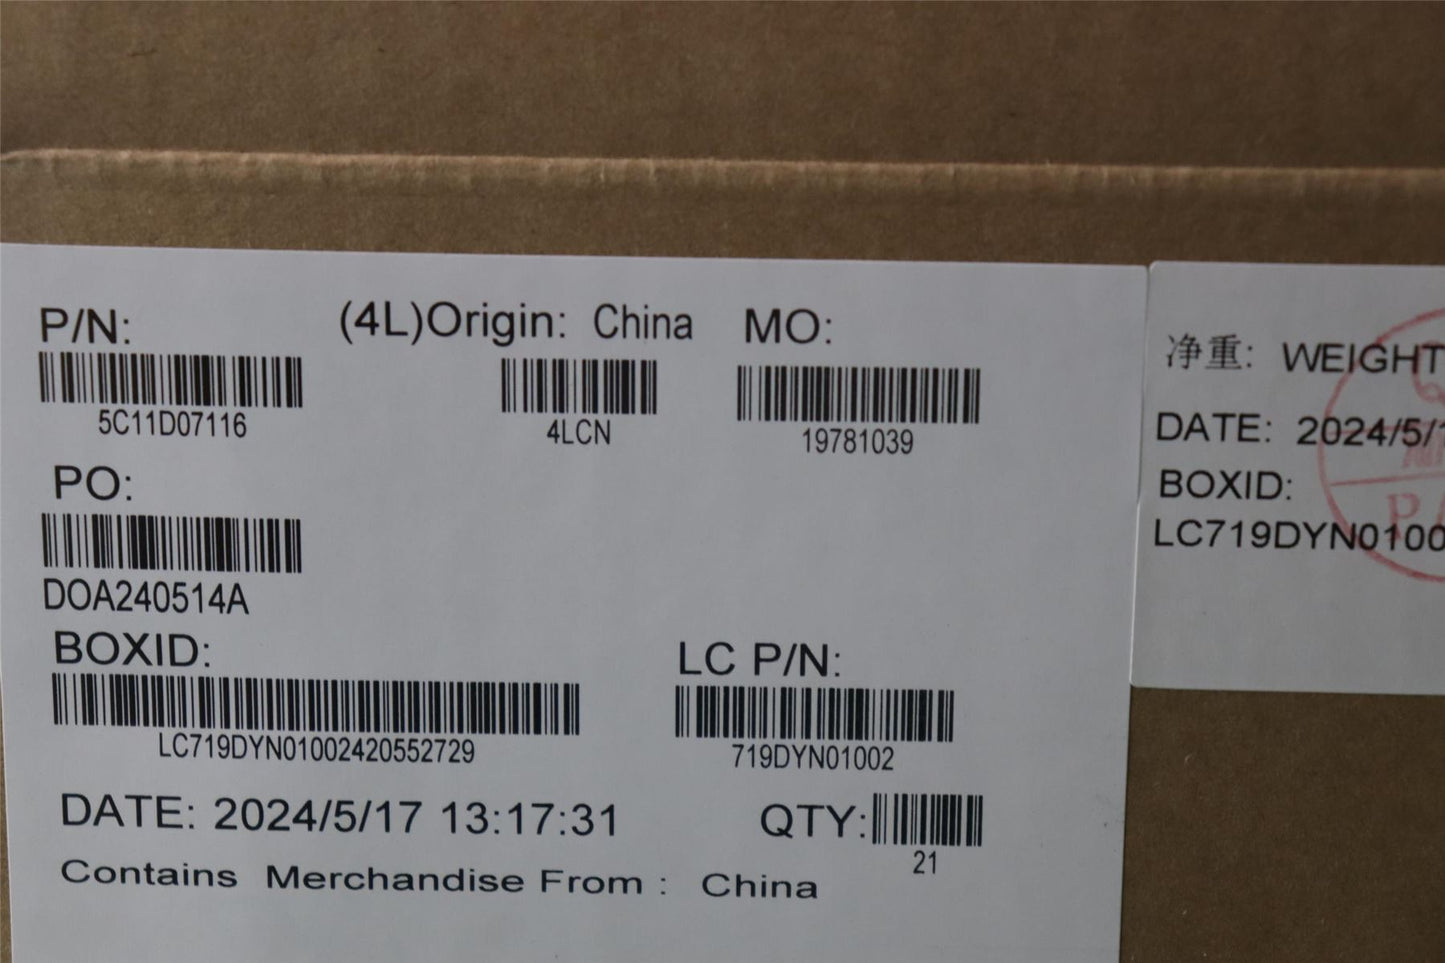 P/N:
(4L)Origin: China
MO:
5C11D07116
4LCN
19781039
PO:
DOA240514A
BOXID:
LC719DYN01002420552729
LC P/N:
719DYN01002
DATE: 2024/5/17 13:17:31
QTY:
21
Contains Merchandise From : China
净重: WEIGHT
DATE: 2024/5/1
BOXID:
LC719DYN0100